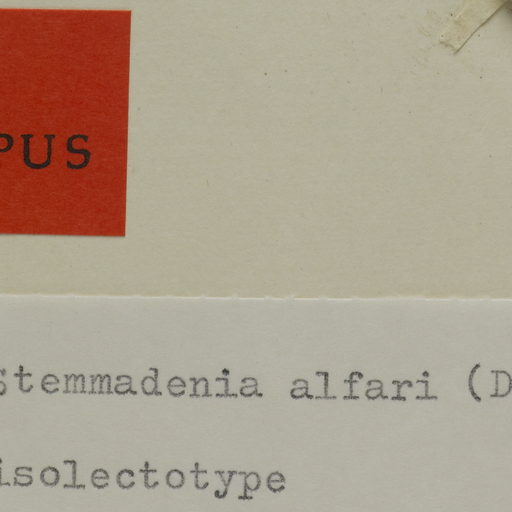 PUS
Stemmadenia alfari (D
isolectotype